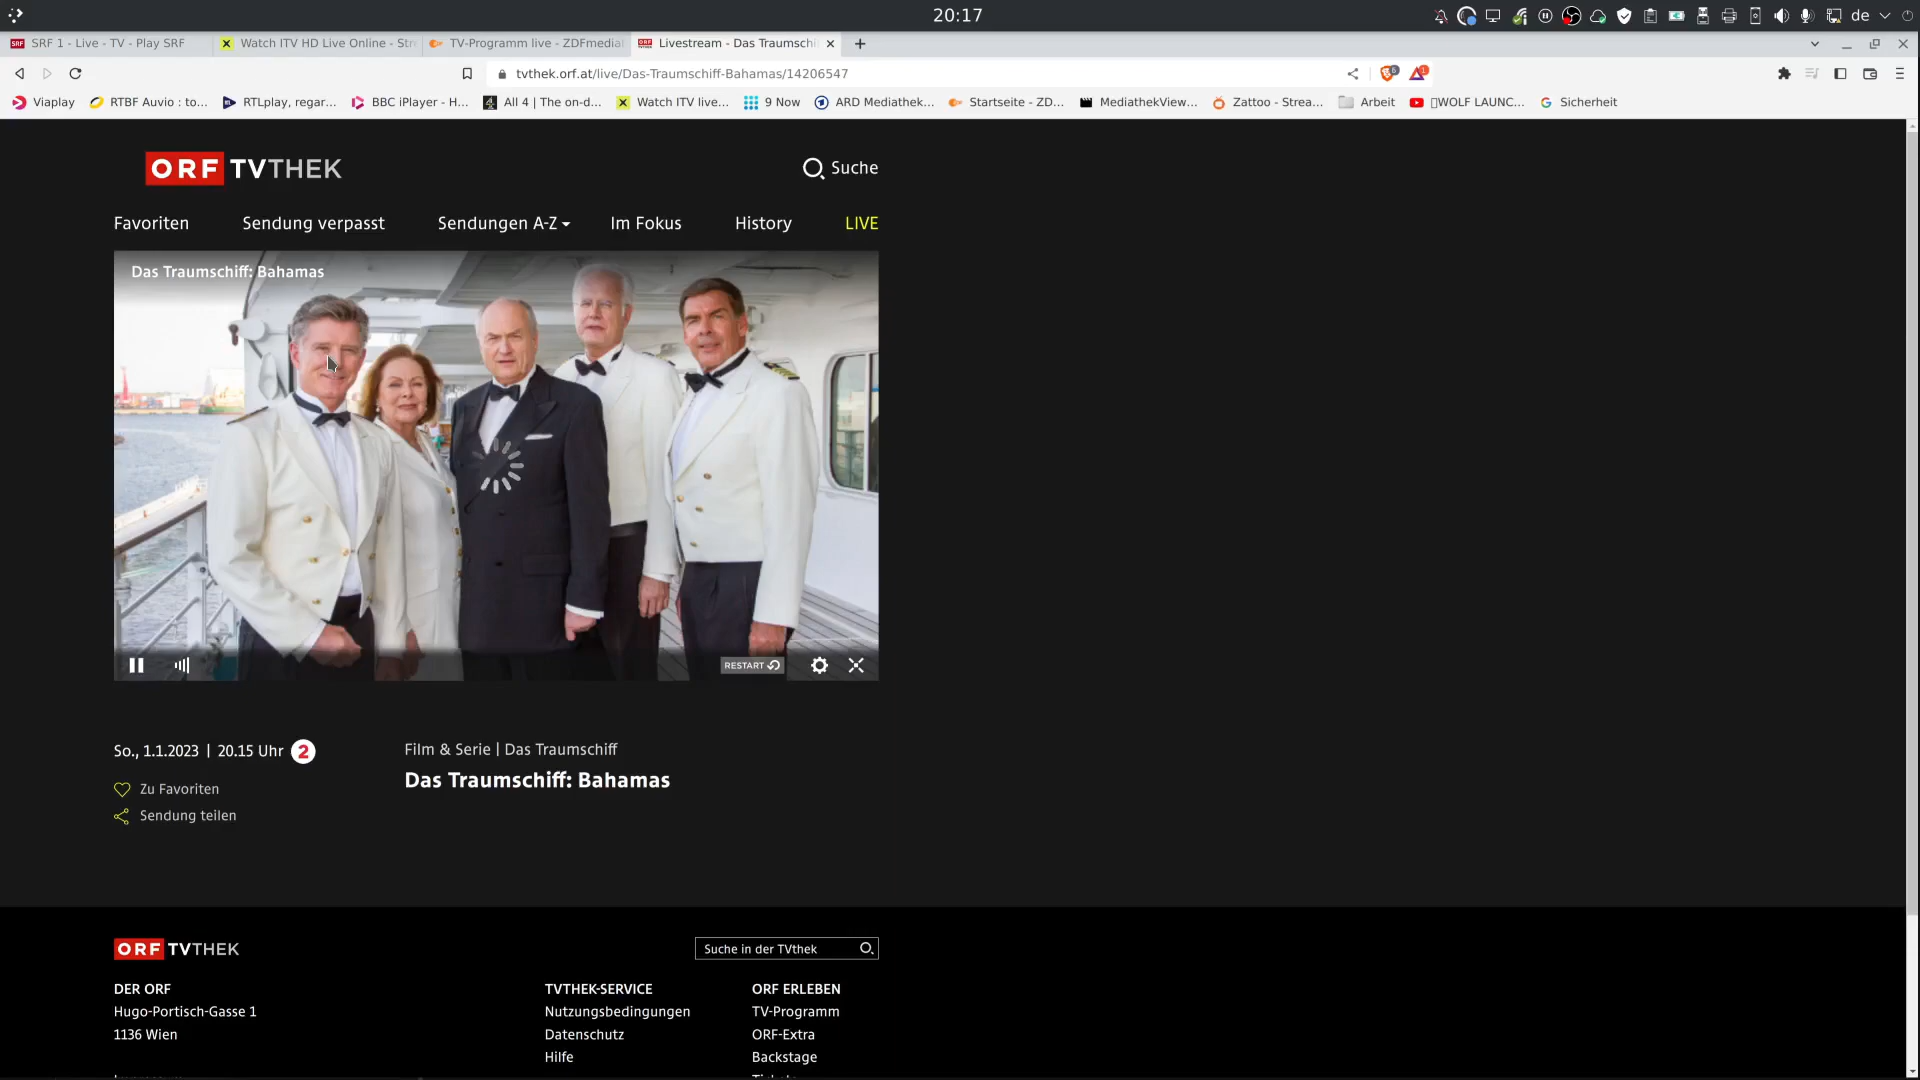 20:17
de
SRF 1 - Live - TV - Play SRF
Watch ITV HD Live Online - Str
TV-Programm live - ZDFmedia
Livestream - Das Traumschi
tvthek.orf.at/live/Das-Traumschiff-Bahamas/14206547
Viaplay
RTBF Auvio : to...
RTLplay, regar...
BBC iPlayer - H...
All 4 | The on-d...
Watch ITV live...
9 Now
ARD Mediathek...
Startseite - ZD...
MediathekView...
Zattoo - Strea...
Arbeit
WOLF LAUNC...
Sicherheit
ORF TVTHEK
Suche
Favoriten
Sendung verpasst
Sendungen A-Z
Im Fokus
History
LIVE
Das Traumschiff: Bahamas
RESTART
So., 1.1.2023 | 20.15 Uhr 2
Film & Serie | Das Traumschiff
Das Traumschiff: Bahamas
Zu Favoriten
Sendung teilen
ORF TVTHEK
Suche in der TVthek
DER ORF
Hugo-Portisch-Gasse 1
1136 Wien
TVTHEK-SERVICE
Nutzungsbedingungen
Datenschutz
Hilfe
ORF ERLEBEN
TV-Programm
ORF-Extra
Backstage